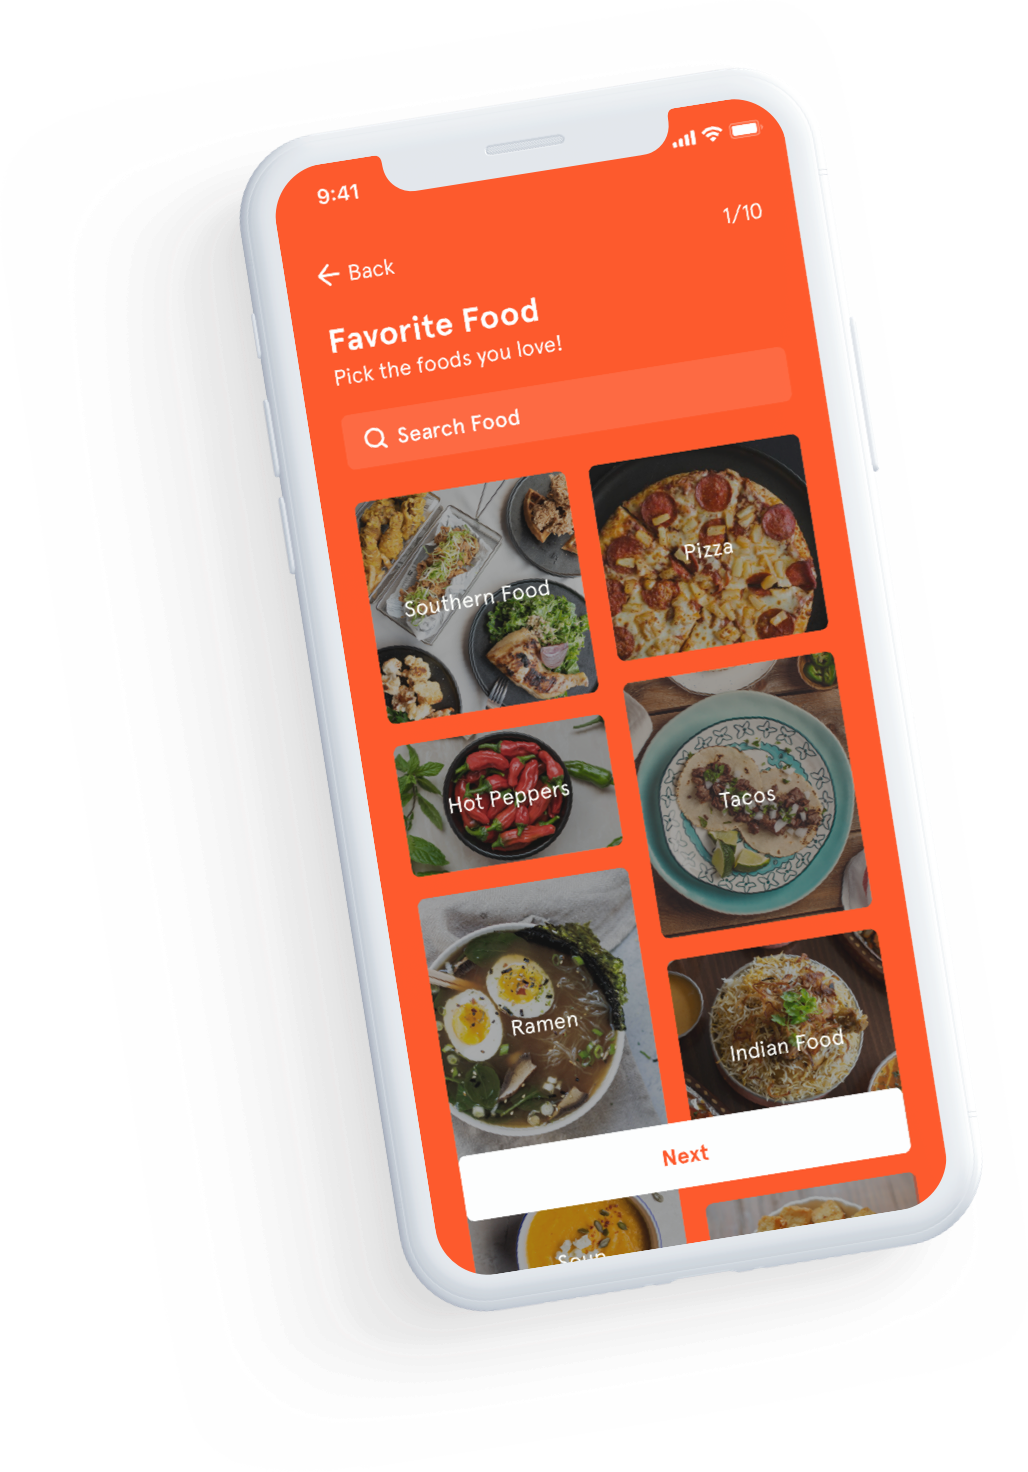 9:41
1/10
Back
Favorite Food
Pick the foods you love!
Search Food
Southern Food
Pizza
Hot Peppers
Tacos
Ramen
Indian Food
Next
Soup